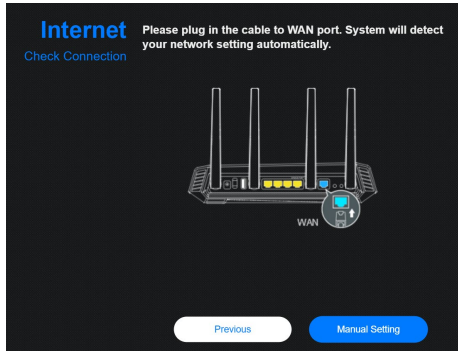 Internet
Check Connection
Please plug in the cable to WAN port. System will detect
your network setting automatically.
WAN
Previous
Manual Setting